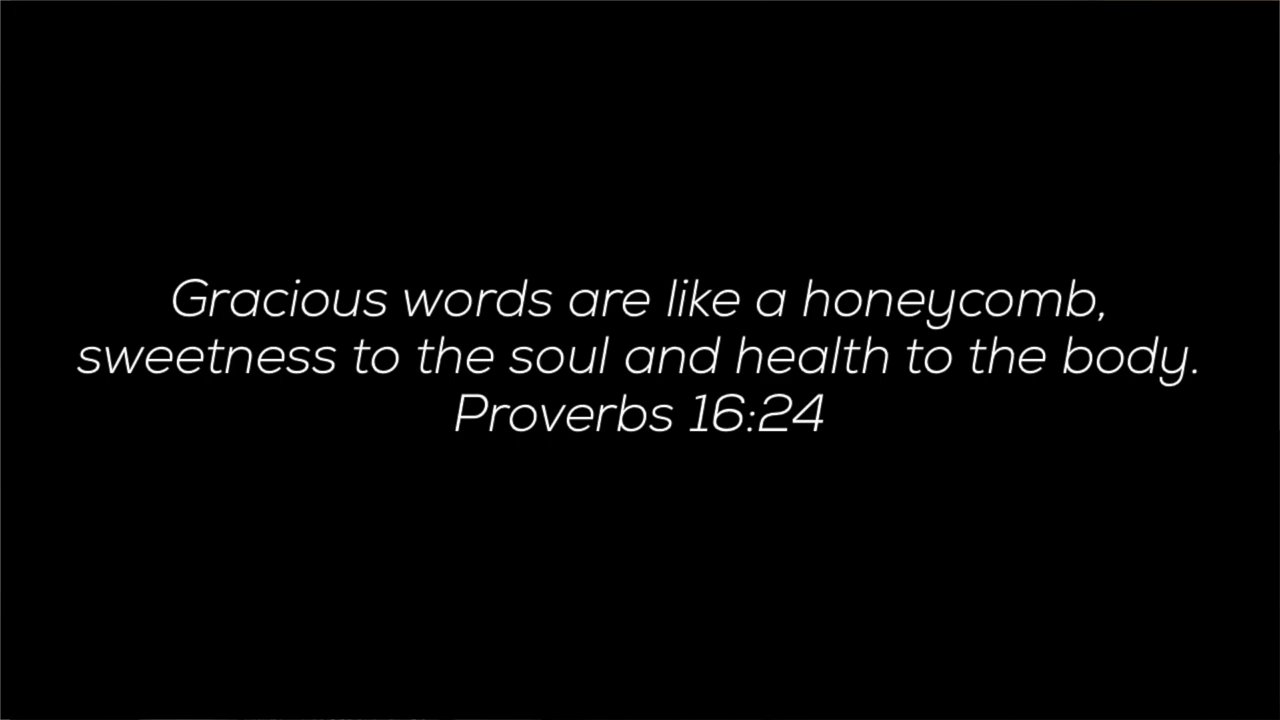 Gracious words are like a honeycomb,
sweetness to the soul and health to the body.
Proverbs 16:24